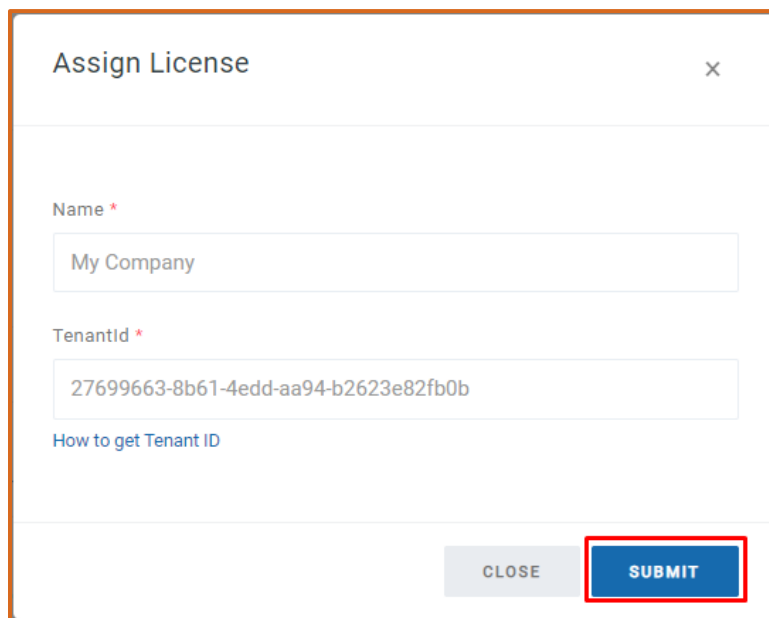 Assign License
×
Name *
My Company
TenantId *
27699663-8b61-4edd-aa94-b2623e82fb0b
How to get Tenant ID
CLOSE SUBMIT